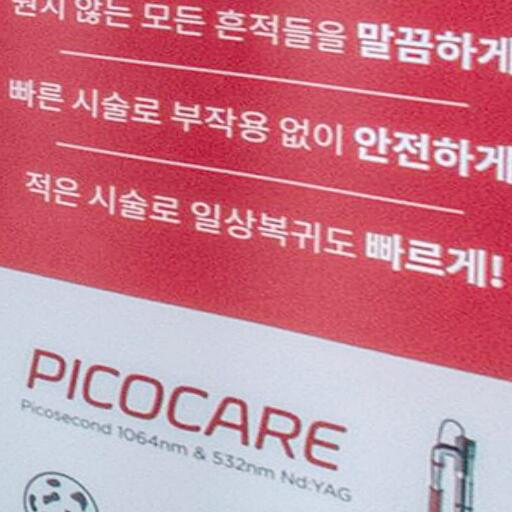 원치 않는 모든 흔적들을 말끔하게
빠른 시술로 부작용 없이 안전하게
적은 시술로 일상복귀도 빠르게!
PICOCARE
Picosecond 1064nm & 532nm Nd:YAG